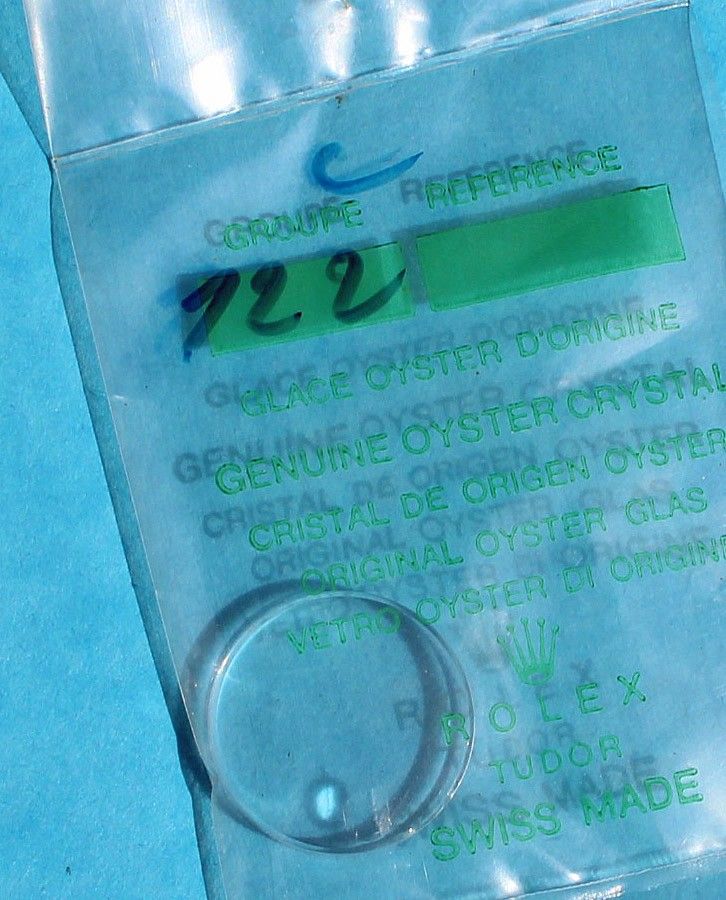 C
GROUPE REFERENCE
122
GLACE OYSTER D'ORIGINE
GENUINE OYSTER CRYSTAL
CRISTAL DE ORIGEN OYSTER
ORIGINAL OYSTER GLAS
VETRO OYSTER DI ORIGINE
ROLEX
TUDOR
SWISS MADE